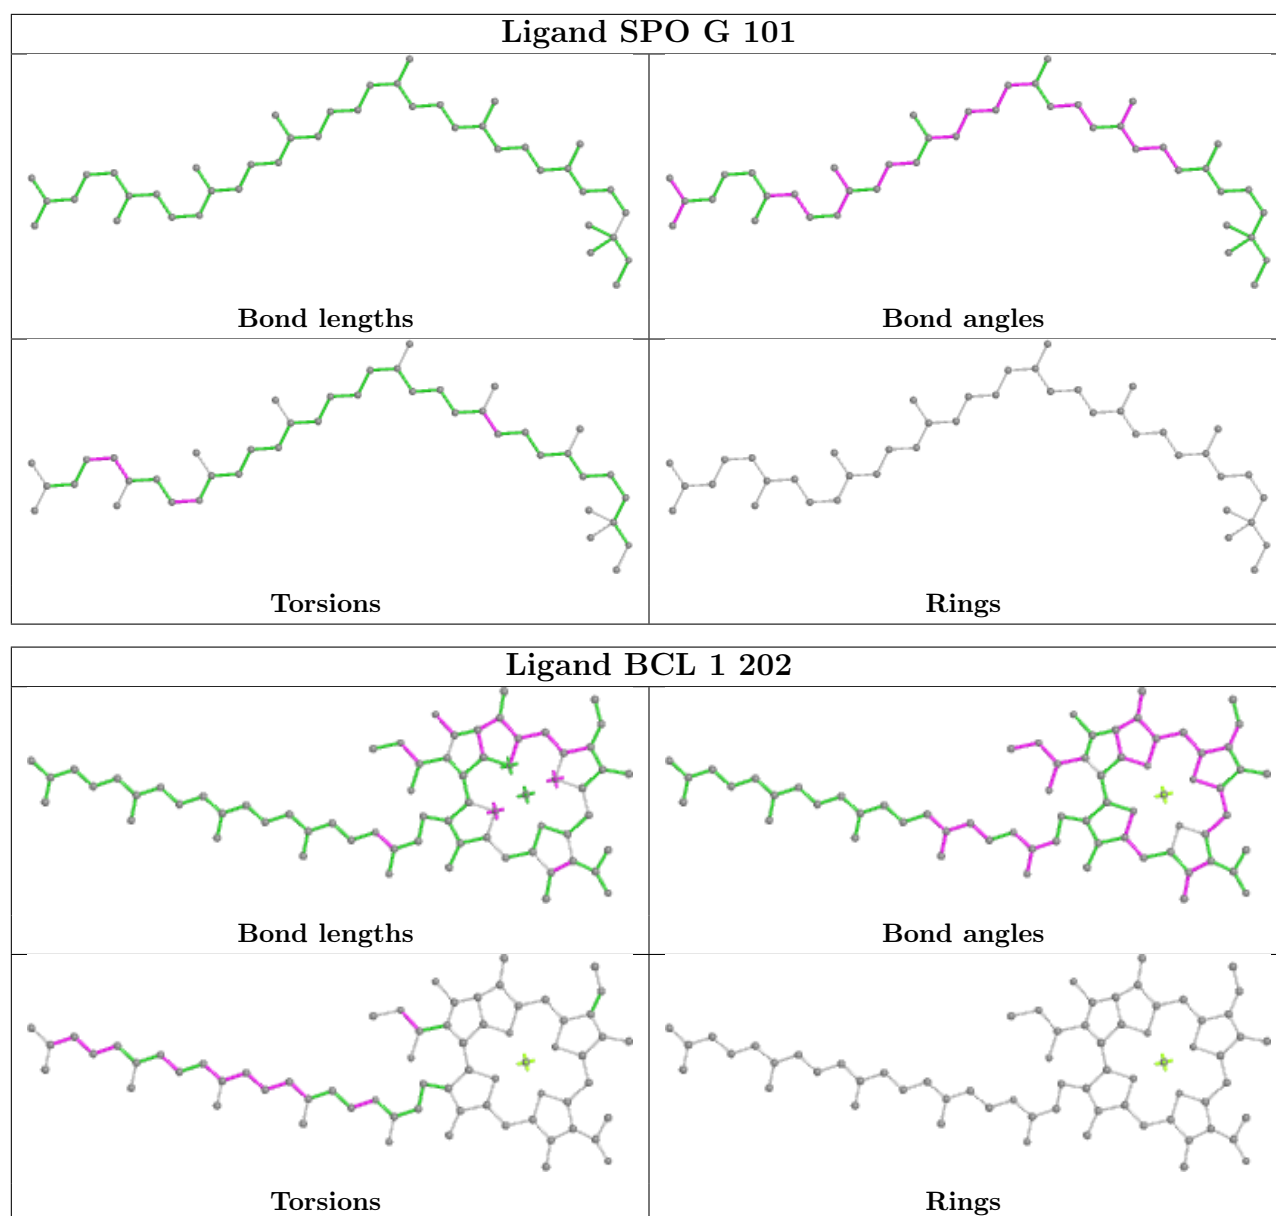 Ligand SPO G 101
Bond lengths
Bond angles
Torsions
Rings
Ligand BCL 1 202
Bond lengths
Bond angles
Torsions
Rings